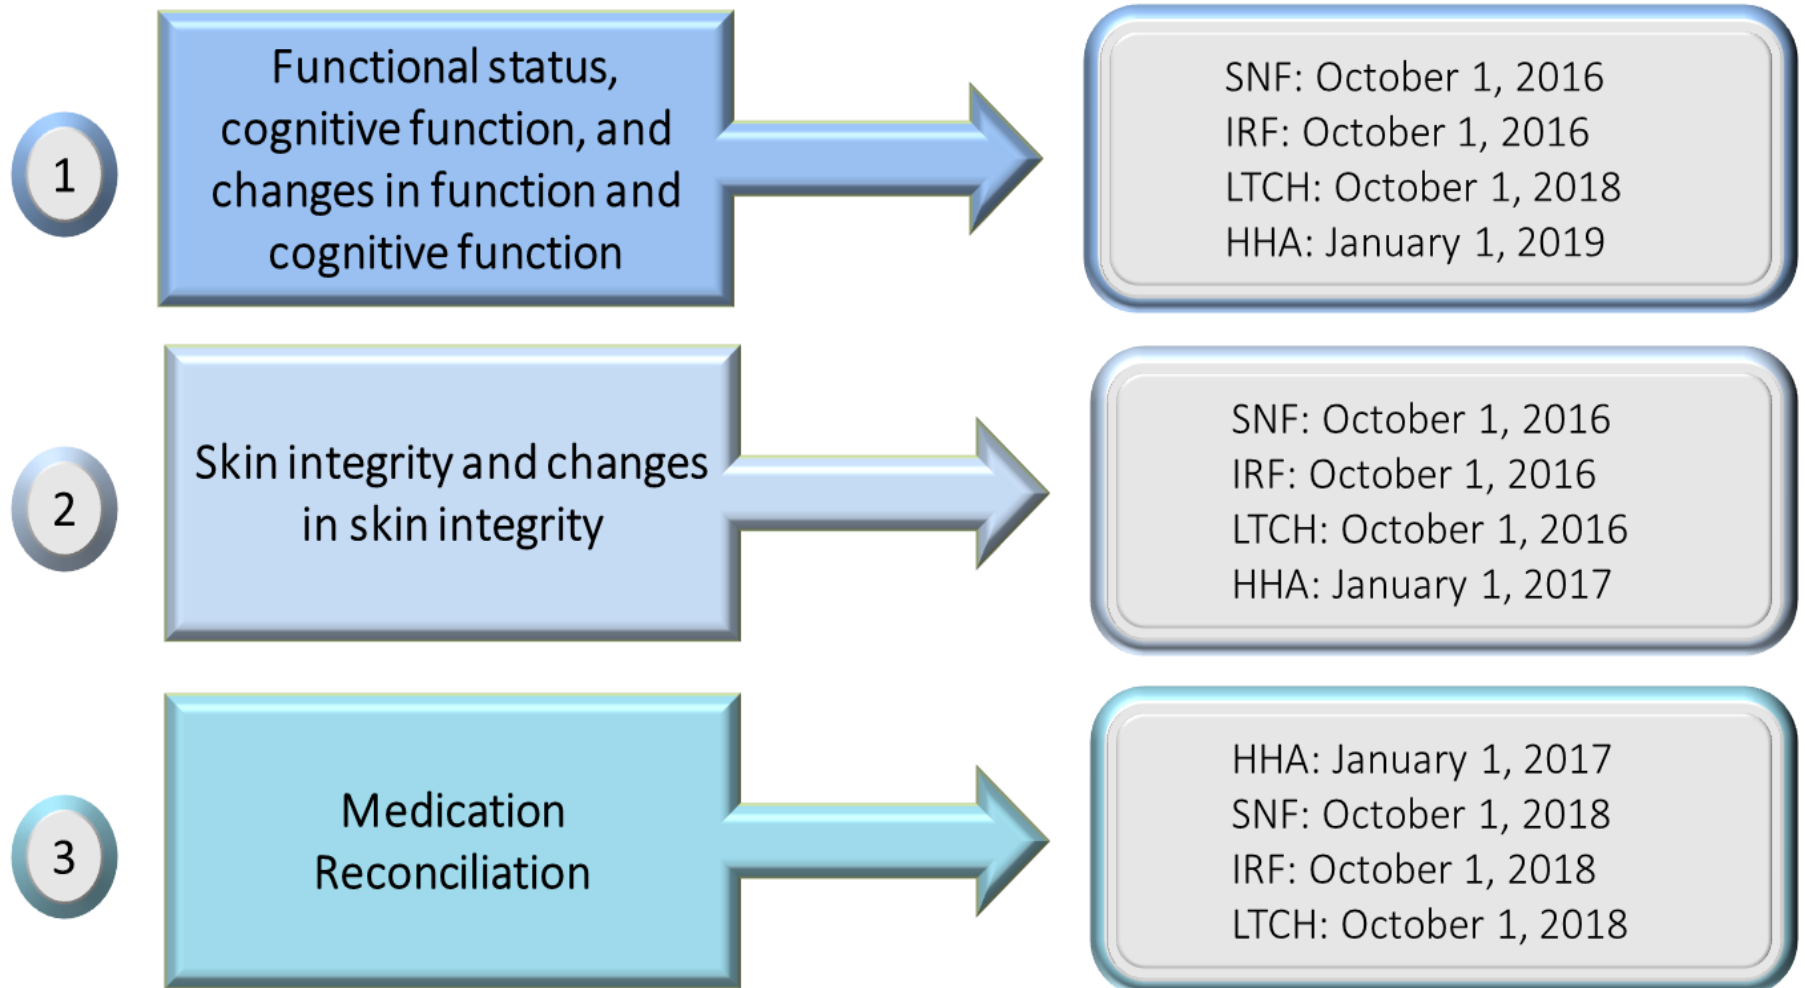 1
Functional status,
cognitive function, and
changes in function and
cognitive function
SNF: October 1, 2016
IRF: October 1, 2016
LTCH: October 1, 2018
HHA: January 1, 2019
2
Skin integrity and changes
in skin integrity
SNF: October 1, 2016
IRF: October 1, 2016
LTCH: October 1, 2016
HHA: January 1, 2017
3
Medication
Reconciliation
HHA: January 1, 2017
SNF: October 1, 2018
IRF: October 1, 2018
LTCH: October 1, 2018